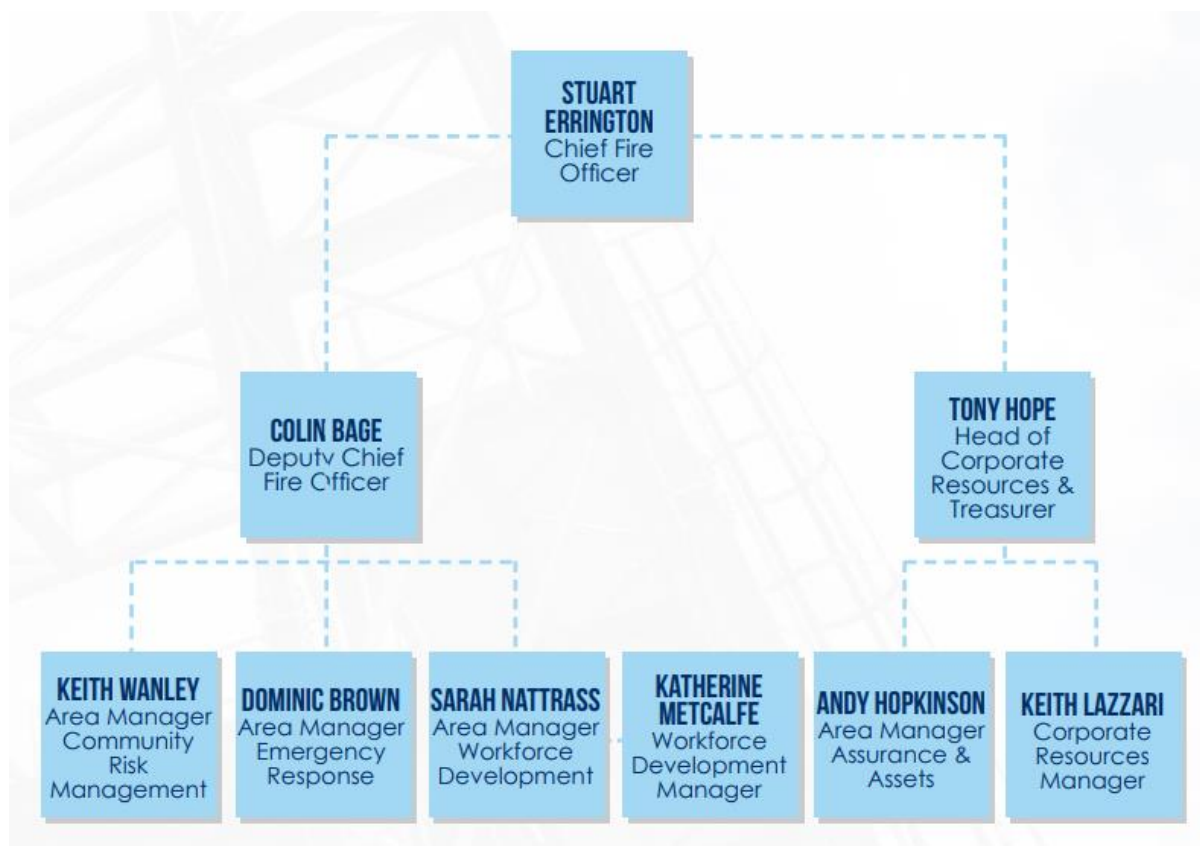 STUART
ERRINGTON
Chief Fire
Officer
COLIN BAGE
Deputy Chief
Fire Officer
TONY HOPE
Head of
Corporate
Resources &
Treasurer
KEITH WANLEY
Area Manager
Community
Risk
Management
DOMINIC BROWN
Area Manager
Emergency
Response
SARAH NATTRASS
Area Manager
Workforce
Development
KATHERINE
METCALFE
Workforce
Development
Manager
ANDY HOPKINSON
Area Manager
Assurance &
Assets
KEITH LAZZARI
Corporate
Resources
Manager